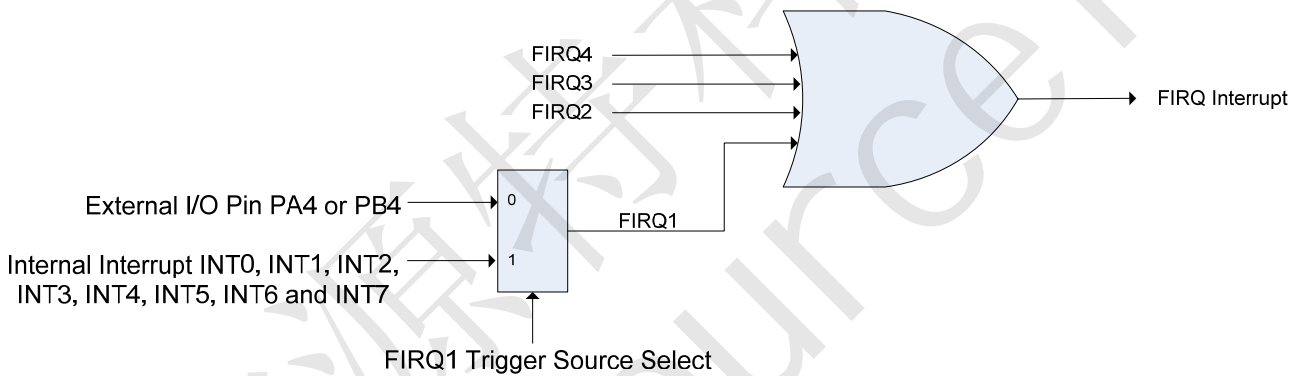 FIRQ4
FIRQ3
FIRQ2
FIRQ Interrupt
External I/O Pin PA4 or PB4
0
FIRQ1
Internal Interrupt INT0, INT1, INT2,
1
INT3, INT4, INT5, INT6 and INT7
FIRQ1 Trigger Source Select